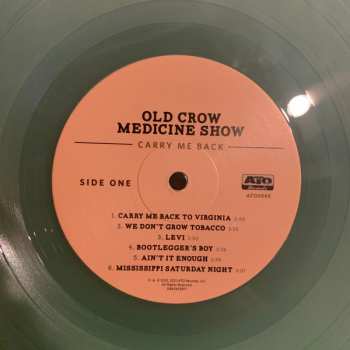 OLD CROW
MEDICINE SHOW
CARRY ME BACK
SIDE ONE
ATO
Records
1. CARRY ME BACK TO VIRGINIA
2. WE DON'T GROW TOBACCO
3. LEVI
4. BOOTLEGGER'S BOY
5. AIN'T IT ENOUGH
6. MISSISSIPPI SATURDAY NIGHT